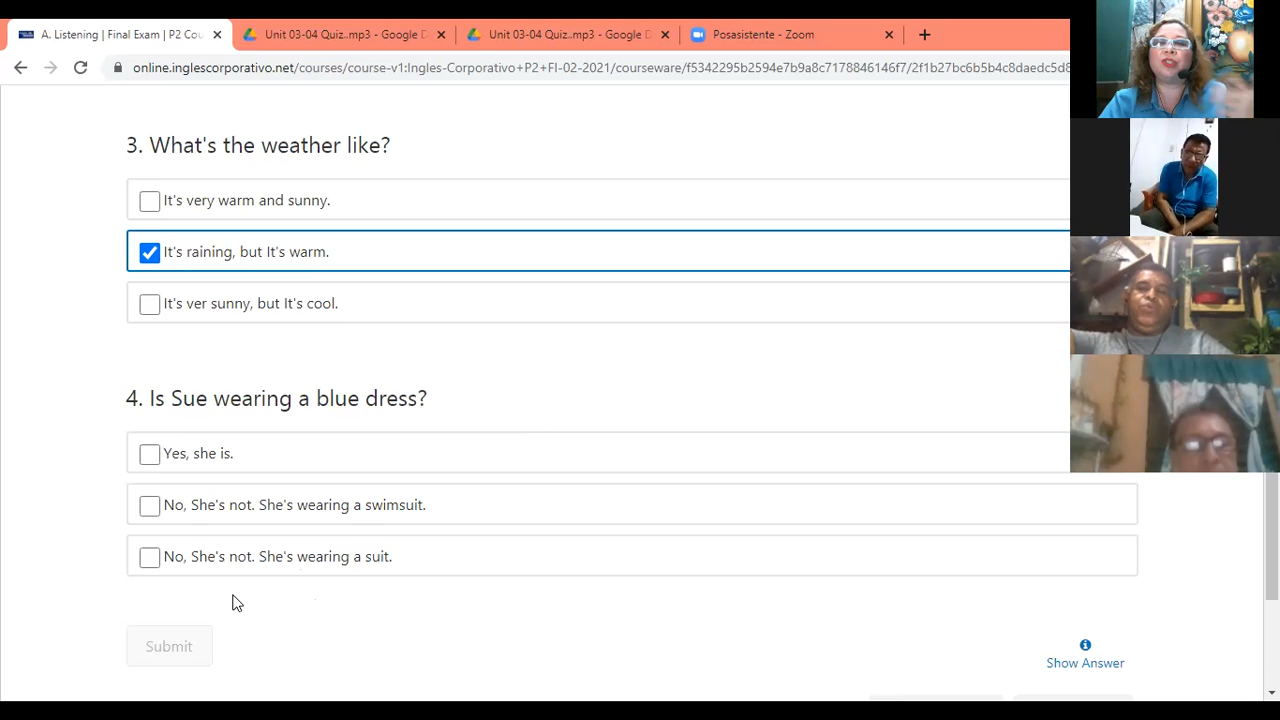 A. Listening | Final Exam | P2 Cou
Unit 03-04 Quiz..mp3 - Google D
Unit 03-04 Quiz..mp3 - Google D
Posasistente - Zoom
online.inglescorporativo.net/courses/course-v1:Ingles-Corporativo+P2+FI-02-2021/courseware/f5342295b2594e7b9a8c7178846146f7/2f1b27bc6b5b4c8daedc5d8
3. What's the weather like?
It's very warm and sunny.
It's raining, but It's warm.
It's ver sunny, but It's cool.
4. Is Sue wearing a blue dress?
Yes, she is.
No, She's not. She's wearing a swimsuit.
No, She's not. She's wearing a suit.
Submit
Show Answer